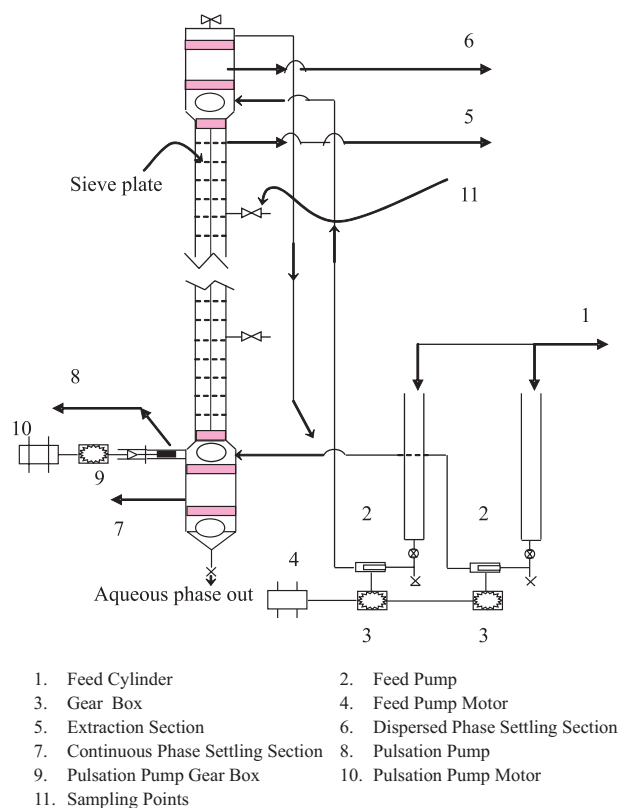 6
5
Sieve plate
11
1
8
10
9
2
2
7
4
Aqueous phase out
3
3
1. Feed Cylinder
2. Feed Pump
3. Gear Box
4. Feed Pump Motor
5. Extraction Section
6. Dispersed Phase Settling Section
7. Continuous Phase Settling Section
8. Pulsation Pump
9. Pulsation Pump Gear Box
10. Pulsation Pump Motor
11. Sampling Points